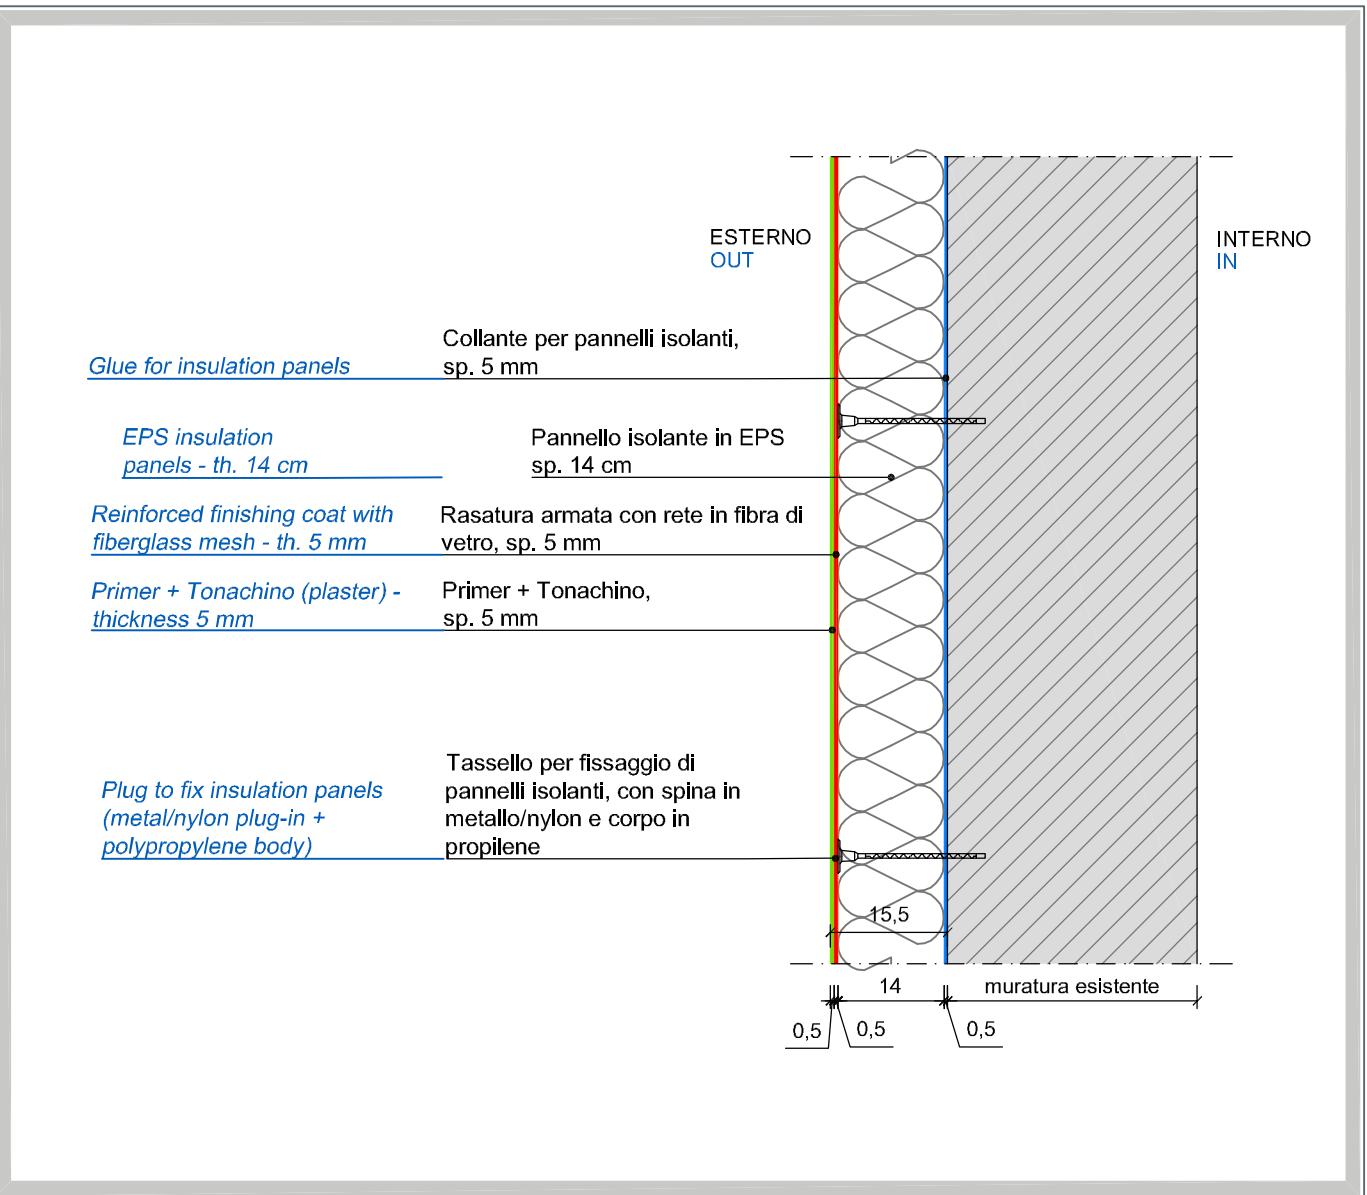 ESTERNO
OUT
INTERNO
IN
Glue for insulation panels
Collante per pannelli isolanti,
sp. 5 mm
EPS insulation
panels - th. 14 cm
Pannello isolante in EPS
sp. 14 cm
Reinforced finishing coat with
fiberglass mesh - th. 5 mm
Rasatura armata con rete in fibra di
vetro, sp. 5 mm
Primer + Tonachino (plaster) -
thickness 5 mm
Primer + Tonachino,
sp. 5 mm
Plug to fix insulation panels
(metal/nylon plug-in +
polypropylene body)
Tassello per fissaggio di
pannelli isolanti, con spina in
metallo/nylon e corpo in
propilene
15,5
14
muratura esistente
0,5
0,5
0,5